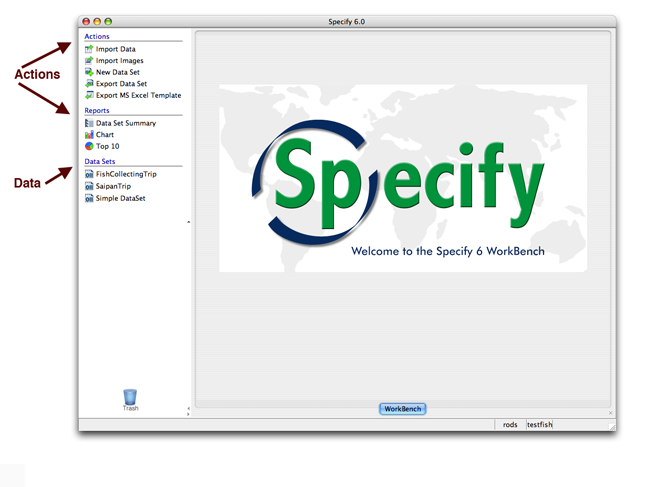 Specify 6.0
Actions
Import Data
Import Images
New Data Set
Export Data Set
Export MS Excel Template
Actions
Reports
Data Set Summary
Chart
Top 10
Data Sets
Data
FishCollectingTrip
SaipanTrip
Simple DataSet
Specify
Welcome to the Specify 6 WorkBench
Trash
WorkBench
rods
testfish